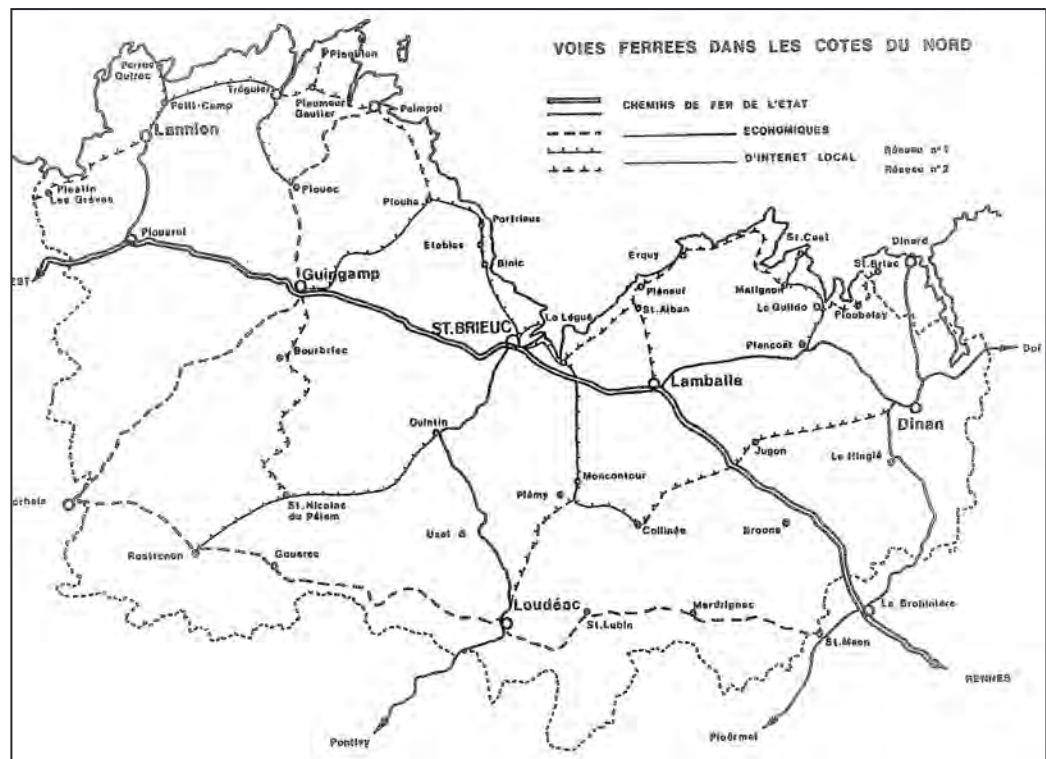 VOIES FERREES DANS LES COTES DU NORD
CHEMINS DE FER DE L'ETAT
ECONOMIQUES
D'INTERET LOCAL
Réseau n°1
Réseau n°2
Perros
Guirec
Petit-Camp
Lannion
Tréguier
Pleumeur
Gautier
Paimpol
Plestin
Les Grèves
Plouec
Plouha
Plouaret
Portrieux
Etables
Binic
Guingamp
ST. BRIEUC
Le Légué
Erquy
Pléneuf
St. Alban
St. Cast
Matignon
Le Guildo
St. Briac
Dinard
Ploubalay
Plancoët
Dol
Bourbriac
Lamballe
Dinan
Quintin
Jugon
Le Hinglé
Moncontour
Plémy
Collinée
Broons
St. Nicolas
du Pélem
Uzel
Rostrenen
Gouarec
Loudéac
St. Lubin
Merdrignac
St. Meen
La Brohinière
RENNES
Pontivy
Ploërmel